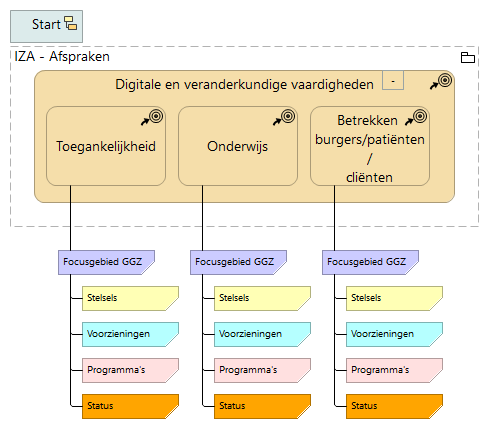 Start
IZA - Afspraken
Digitale en veranderkundige vaardigheden
-
Toegankelijkheid
Onderwijs
Betrekken
burgers/patiënten
/
cliënten
Focusgebied GGZ
Focusgebied GGZ
Focusgebied GGZ
Stelsels
Stelsels
Stelsels
Voorzieningen
Voorzieningen
Voorzieningen
Programma's
Programma's
Programma's
Status
Status
Status